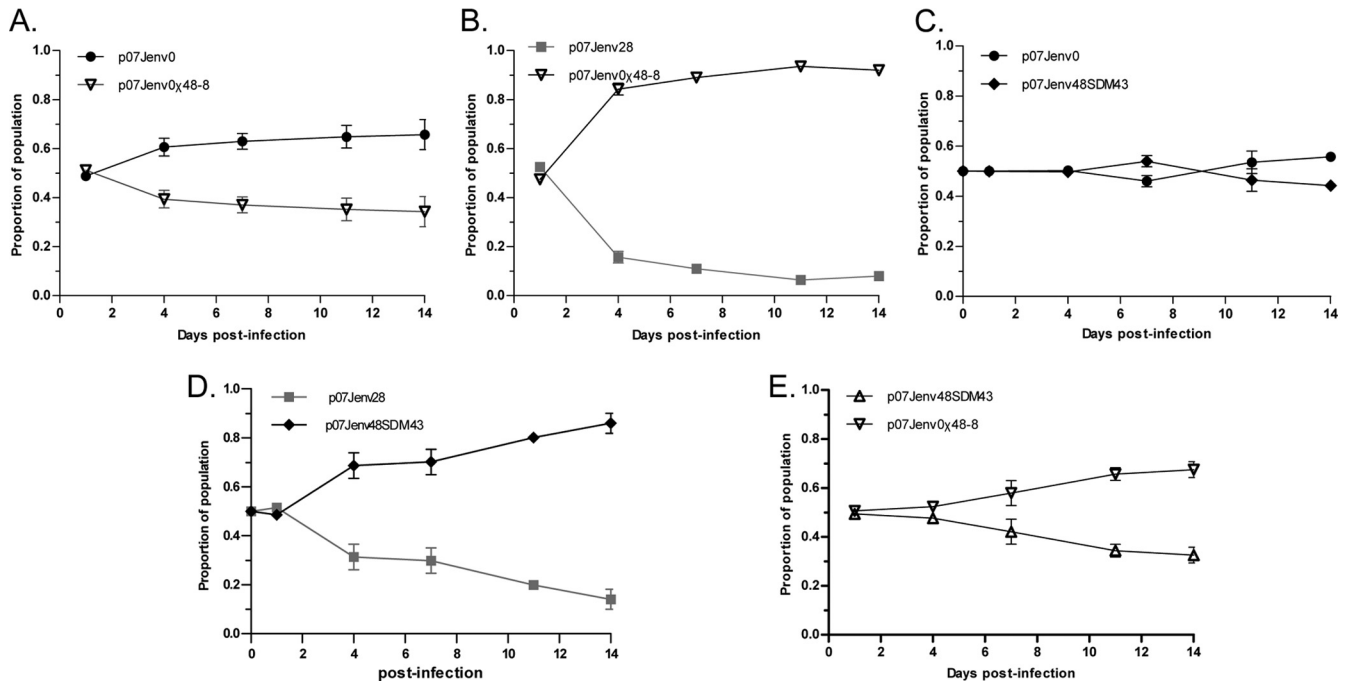 A.
p07Jenv0
p07Jenv0χ48-8
Proportion of population
1.0
0.8
0.6
0.4
0.2
0.0
0 2 4 6 8 10 12 14
Days post-infection
B.
p07Jenv28
p07Jenv0χ48-8
Proportion of population
1.0
0.8
0.6
0.4
0.2
0.0
0 2 4 6 8 10 12 14
Days post-infection
C.
p07Jenv0
p07Jenv48SDM43
Proportion of population
1.0
0.8
0.6
0.4
0.2
0.0
0 2 4 6 8 10 12 14
Days post-infection
D.
p07Jenv28
p07Jenv48SDM43
Proportion of population
1.0
0.8
0.6
0.4
0.2
0.0
0 2 4 6 8 10 12 14
post-infection
E.
p07Jenv48SDM43
p07Jenv0χ48-8
Proportion of population
1.0
0.8
0.6
0.4
0.2
0.0
0 2 4 6 8 10 12 14
Days post-infection